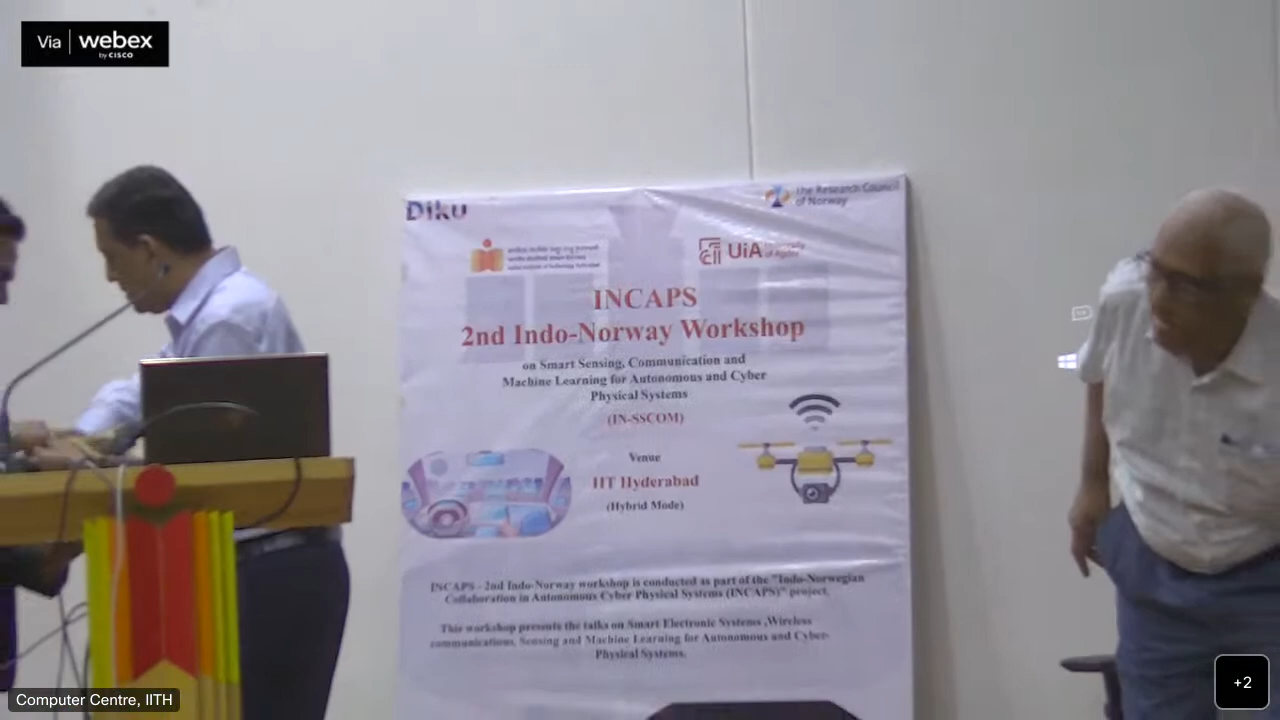 Via webex
by CISCO
Diku
The Research Council
of Norway
UiA University
of Agder
INCAPS
2nd Indo-Norway Workshop
on Smart Sensing, Communication and
Machine Learning for Autonomous and Cyber
Physical Systems
(IN-SSCOM)
Venue
IIT Hyderabad
(Hybrid Mode)
INCAPS - 2nd Indo-Norway workshop is conducted as part of the "Indo-Norwegian
Collaboration in Autonomous Cyber Physical Systems (INCAPS)" project.
This workshop presents the talks on Smart Electronic Systems ,Wireless
communications, Sensing and Machine Learning for Autonomous and Cyber-
Physical Systems.
Computer Centre, IITH
+2